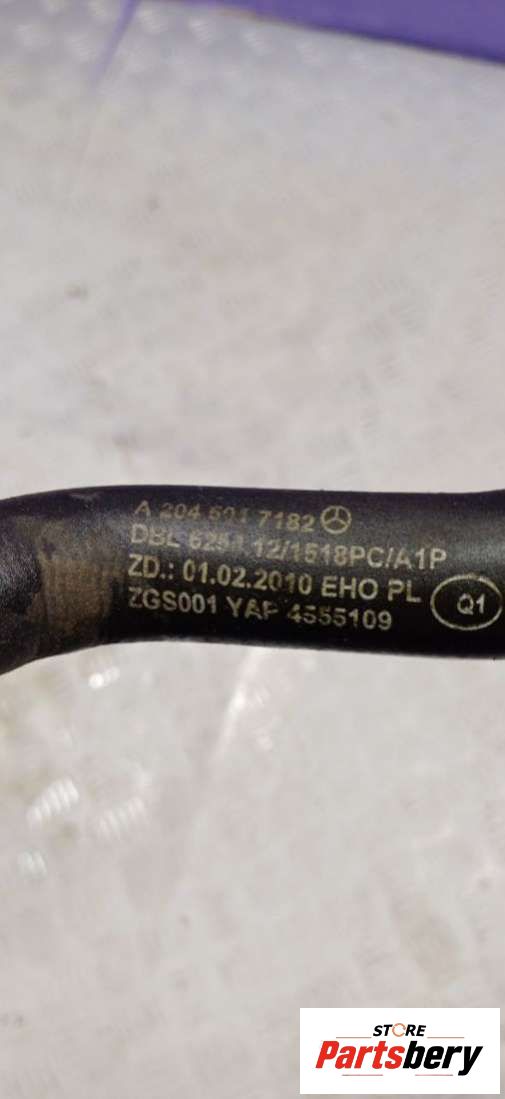 A 204 501 7182
DBL 6254.12/1518PC/A1P
ZD.: 01.02.2010 EHO PL
ZGS001 YAP 4555109
Q1
STORE
Partsbery